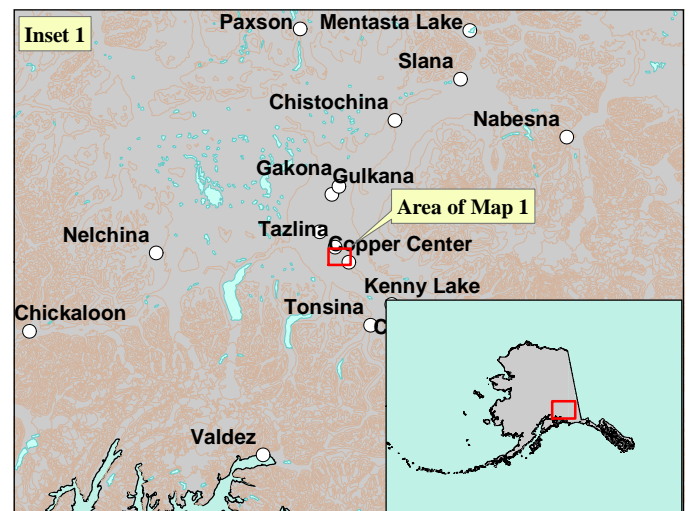 Inset 1
Paxson
Mentasta Lake
Slana
Chistochina
Nabesna
Gakona
Gulkana
Area of Map 1
Tazlina
Copper Center
Nelchina
Kenny Lake
Tonsina
Chickaloon
C
Valdez